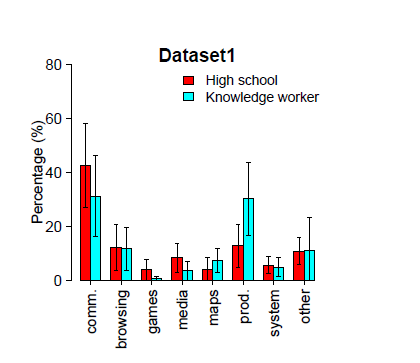 Dataset1
High school
Knowledge worker
Percentage (%)
80
60
40
20
0
comm.
browsing
games
media
maps
prod.
system
other